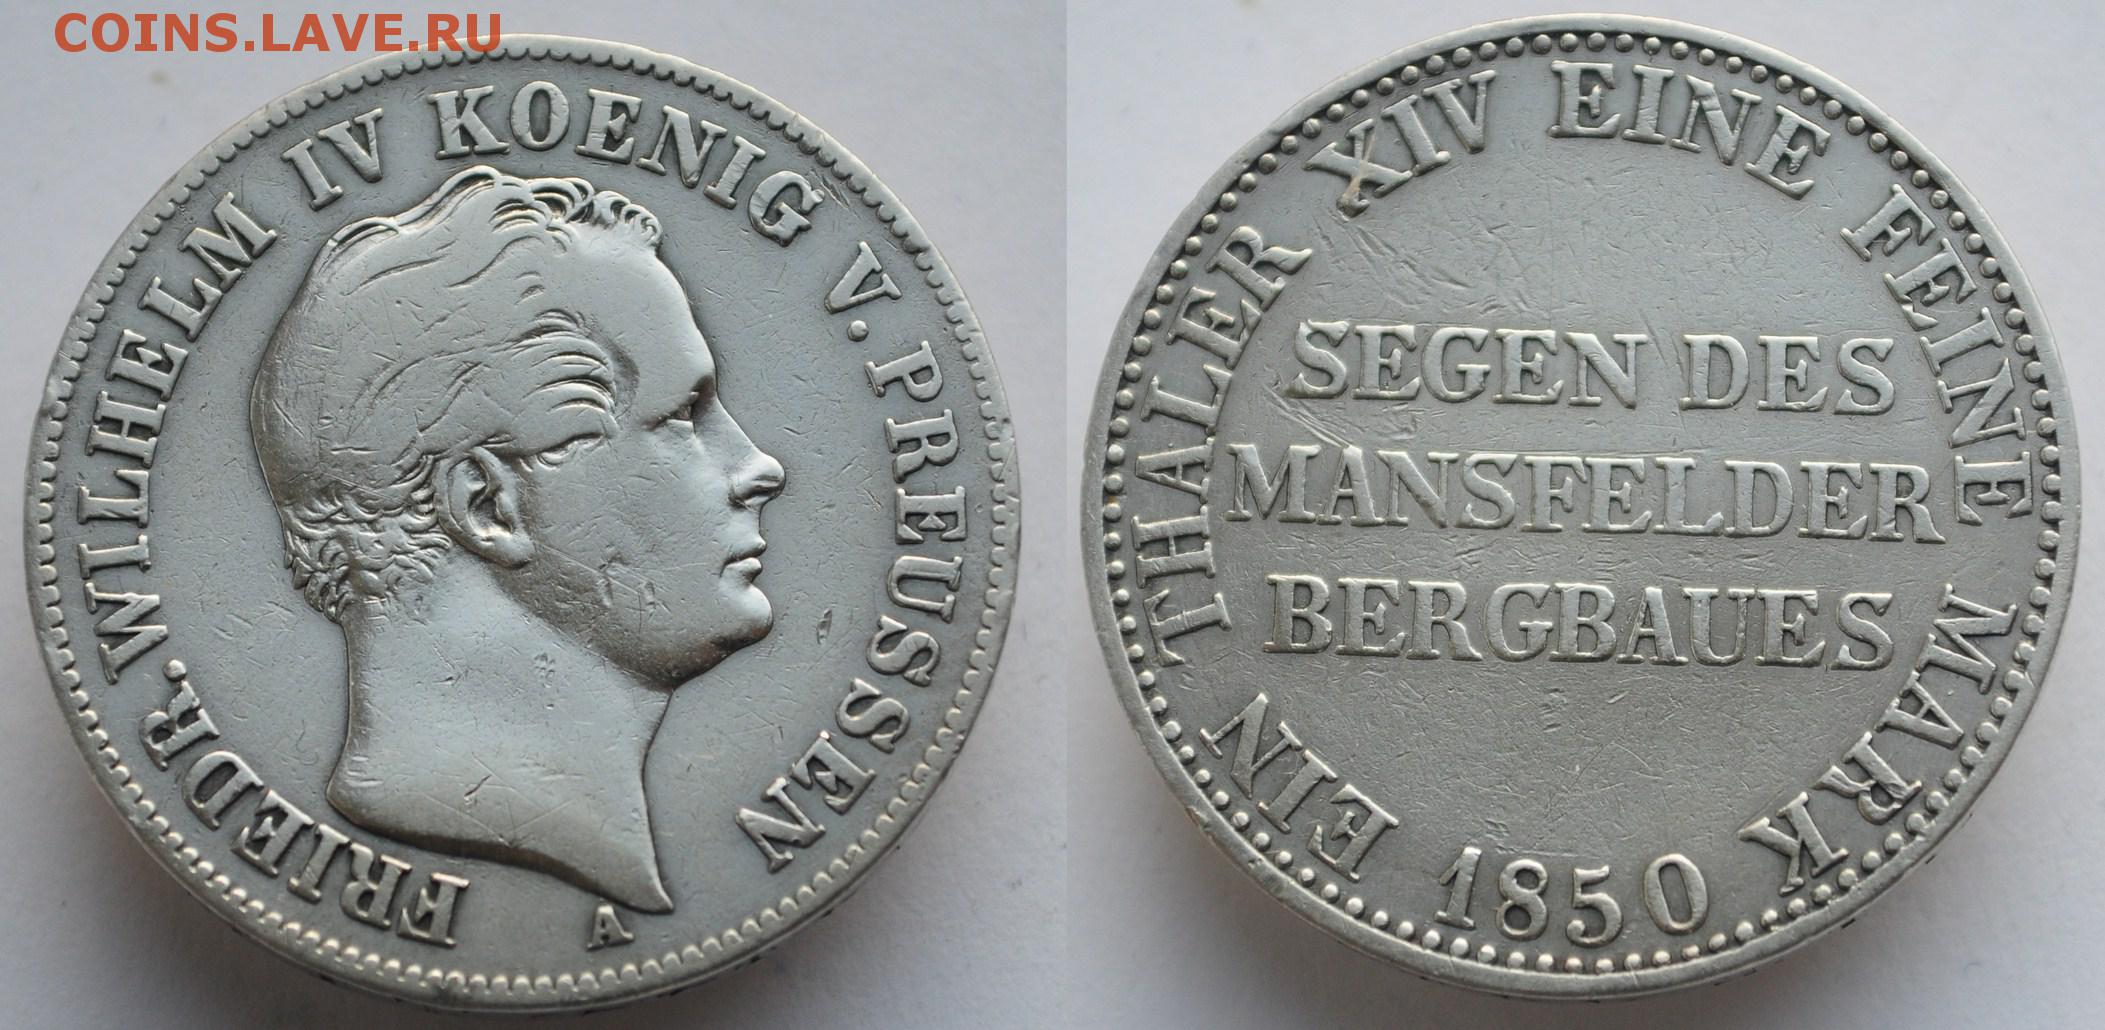 COINS.LAVE.RU
FRIEDR. WILHELM IV KOENIG V. PREUSSEN
A
EIN THALER XIV EINE FEINE MARK
SEGEN DES
MANSFELDER
BERGBAUES
1850